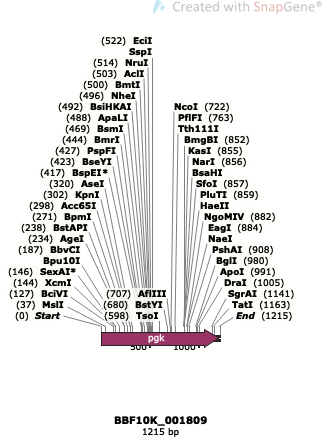 Created with SnapGene®
(522) EciI
SspI
(514) NruI
(503) AclI
(500) BmtI
(496) NheI
(492) BsiHKAI
(488) ApaLI
(469) BsmI
(444) BmrI
(427) PspFI
(423) BseYI
(417) BspEI*
(320) AseI
(302) KpnI
(298) Acc65I
(271) BpmI
(238) BstAPI
(234) AgeI
(187) BbvCI
Bpu10I
(146) SexAI*
(144) XcmI
(127) BciVI
(37) MslI
(0) Start
(707) AflIII
(680) BstYI
(598) TsoI
NcoI (722)
PflFI (763)
Tth111I
BmgBI (852)
KasI (855)
NarI (856)
BsaHI
SfoI (857)
PluTI (859)
HaeII
NgoMIV (882)
EagI (884)
NaeI
PshAI (908)
BglI (980)
ApoI (991)
DraI (1005)
SgrAI (1141)
TatI (1163)
End (1215)
pgk
500
1000
BBF10K_001809
1215 bp